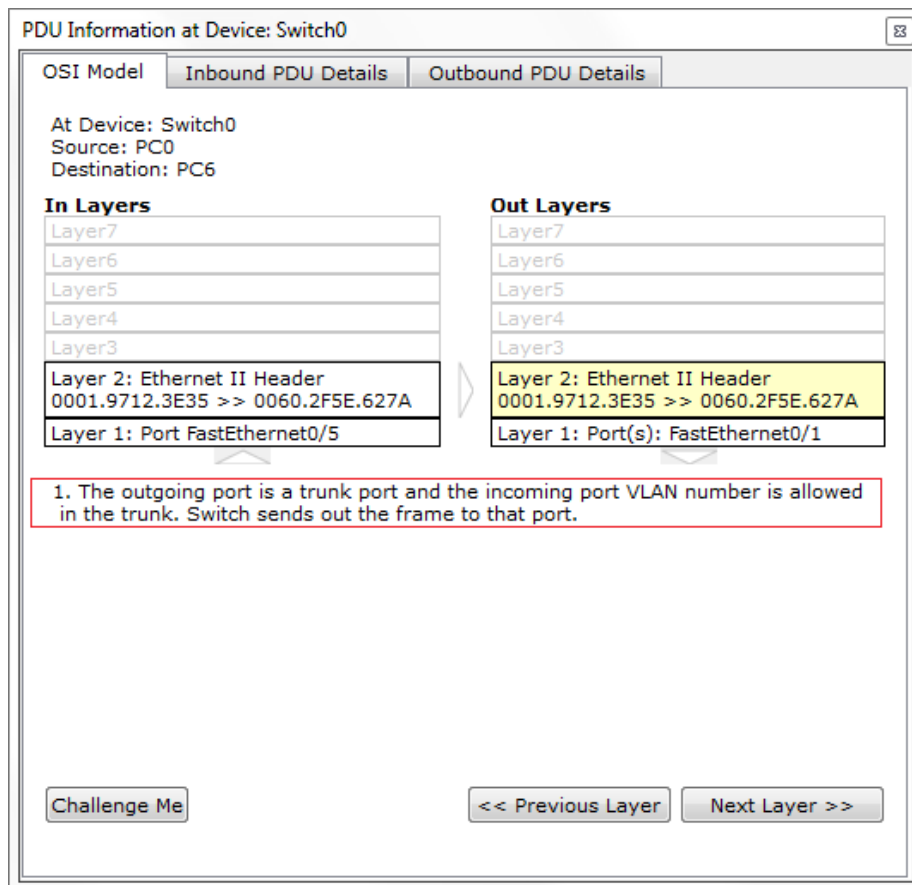 PDU Information at Device: Switch0
OSI Model
Inbound PDU Details
Outbound PDU Details
At Device: Switch0
Source: PC0
Destination: PC6
In Layers
Layer7
Layer6
Layer5
Layer4
Layer3
Layer 2: Ethernet II Header
0001.9712.3E35 >> 0060.2F5E.627A
Layer 1: Port FastEthernet0/5
Out Layers
Layer7
Layer6
Layer5
Layer4
Layer3
Layer 2: Ethernet II Header
0001.9712.3E35 >> 0060.2F5E.627A
Layer 1: Port(s): FastEthernet0/1
1. The outgoing port is a trunk port and the incoming port VLAN number is allowed
in the trunk. Switch sends out the frame to that port.
Challenge Me
<< Previous Layer
Next Layer >>